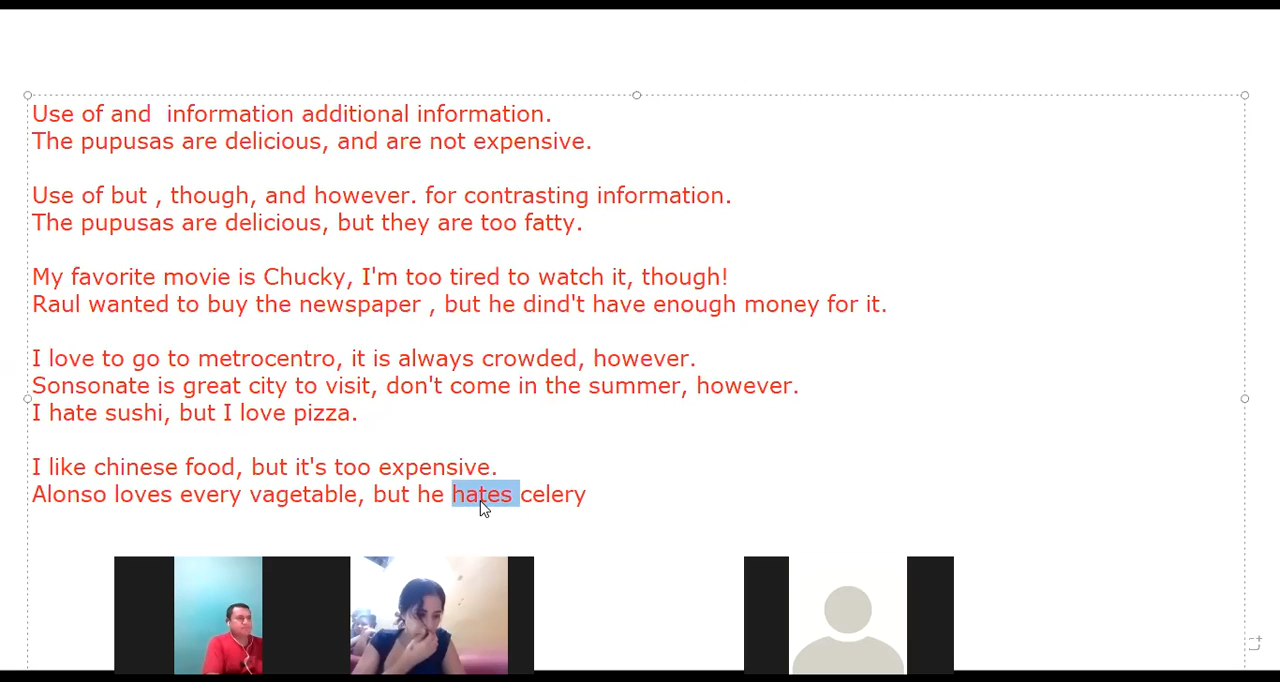 Use of and  information additional information.
The pupusas are delicious, and are not expensive.
Use of but , though, and however. for contrasting information.
The pupusas are delicious, but they are too fatty.
My favorite movie is Chucky, I'm too tired to watch it, though!
Raul wanted to buy the newspaper , but he dind't have enough money for it.
I love to go to metrocentro, it is always crowded, however.
Sonsonate is great city to visit, don't come in the summer, however.
I hate sushi, but I love pizza.
I like chinese food, but it's too expensive.
Alonso loves every vagetable, but he hates celery